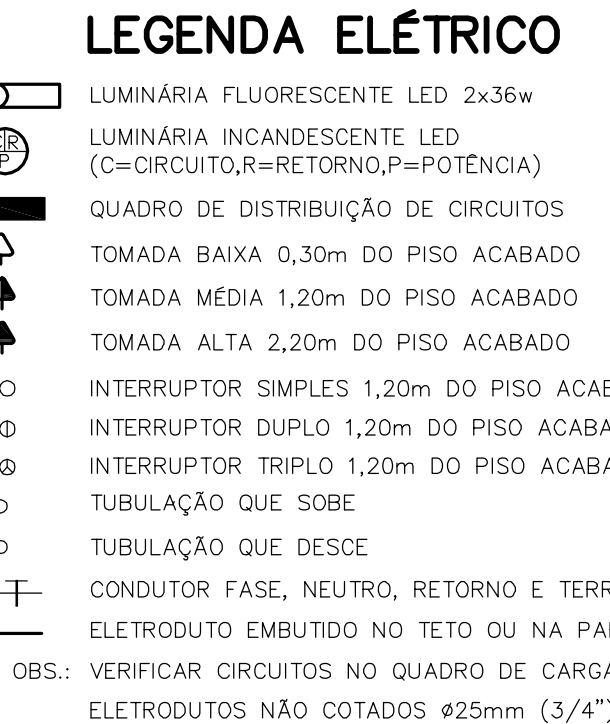 LEGENDA ELÉTRICO
LUMINÁRIA FLUORESCENTE LED 2x36w
LUMINÁRIA INCANDESCENTE LED
R
P
(C=CIRCUITO,R=RETORNO,P=POTÊNCIA)
QUADRO DE DISTRIBUIÇÃO DE CIRCUITOS
TOMADA BAIXA 0,30m DO PISO ACABADO
TOMADA MÉDIA 1,20m DO PISO ACABADO
TOMADA ALTA 2,20m DO PISO ACABADO
INTERRUPTOR SIMPLES 1,20m DO PISO
INTERRUPTOR DUPLO 1,20m DO PISO
INTERRUPTOR TRIPLO 1,20m DO PISO
TUBULAÇÃO QUE SOBE
TUBULAÇÃO QUE DESCE
CONDUTOR FASE, NEUTRO, RETORNO E
ELETRODUTO EMBUTIDO NO TETO OU NA
OBS.: VERIFICAR CIRCUITOS NO QUADRO DE CARGA
ELETRODUTOS NÃO COTADOS ø25mm (3/4")